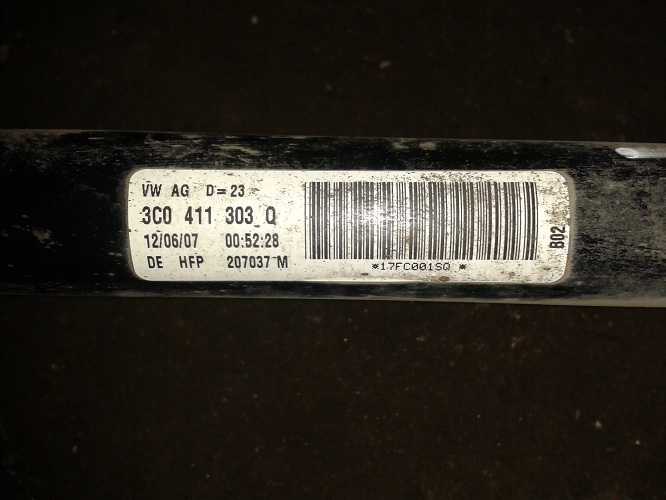 VW AG D=23
3C0 411 303 Q
12/06/07 00:52:28
DE HFP 207037 M
*17FC001SQ *
B02